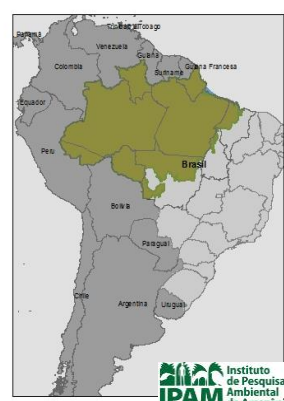 Panamá
Venezuela
Guiana
Colombia
Suriname
Guiana Francesa
Equador
Peru
Brasil
Bolivia
Paraguai
Chile
Argentina
Uruguai
Instituto
de Pesquisa
Ambiental
IPAM